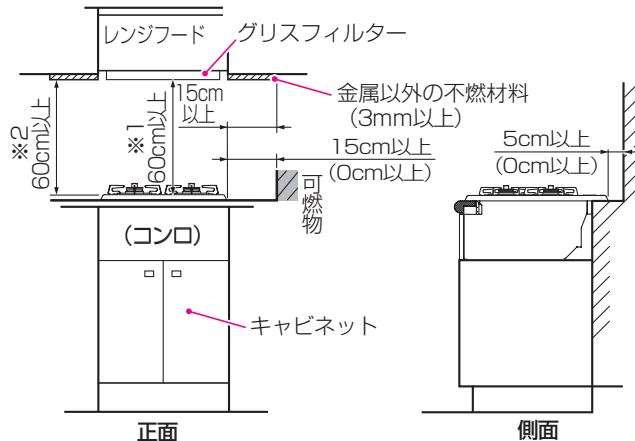 レンジフード
グリスフィルター
金属以外の不燃材料
（3mm以上）
15cm
以上
※2
60cm以上
※1
60cm以上
15cm以上
（0cm以上）
可燃物
5cm以上
（0cm以上）
（コンロ）
キャビネット
正面
側面